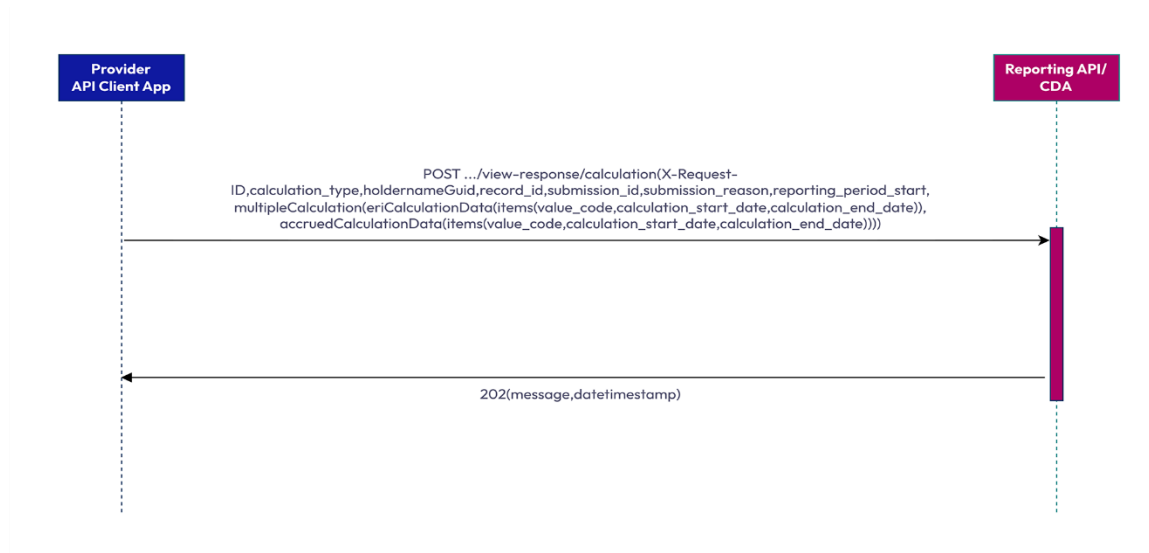 Provider
API Client App
Reporting API/
CDA
POST .../view-response/calculation(X-Request-
ID,calculation_type,holdernameGuid,record_id,submission_id,submission_reason,reporting_period_start,
multipleCalculation(eriCalculationData(items(value_code,calculation_start_date,calculation_end_date)),
accruedCalculationData(items(value_code,calculation_start_date,calculation_end_date))))
202(message,datetimestamp)